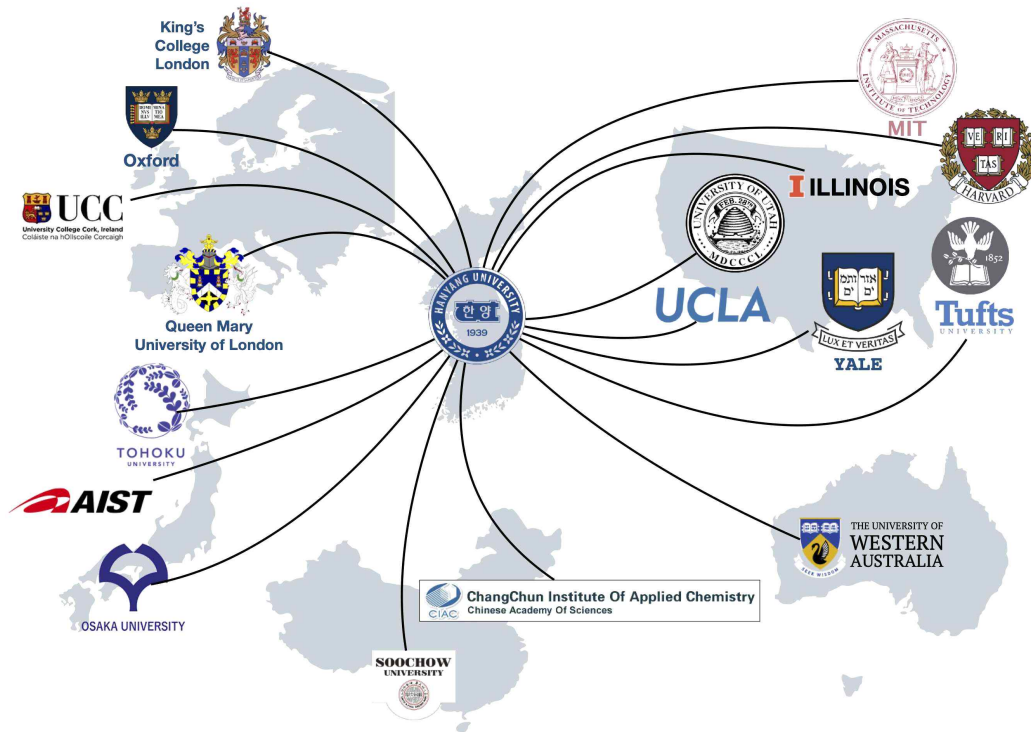 King's
College
London
Oxford
UCC
University College Cork, Ireland
Coláiste na hOllscoile Corcaigh
Queen Mary
University of London
TOHOKU
UNIVERSITY
AIST
OSAKA UNIVERSITY
HANYANG UNIVERSITY
한양
1939
MASSACHUSETTS
INSTITUTE OF TECHNOLOGY
MIT
VE RI
TAS
HARVARD
ILLINOIS
UNIVERSITY OF UTAH
FEB. 28TH
MDCCCL
UCLA
LUX ET VERITAS
YALE
1852
Tufts
UNIVERSITY
THE UNIVERSITY OF
WESTERN
AUSTRALIA
SEEK WISDOM
ChangChun Institute Of Applied Chemistry
Chinese Academy Of Sciences
CIAC
SOOCHOW
UNIVERSITY